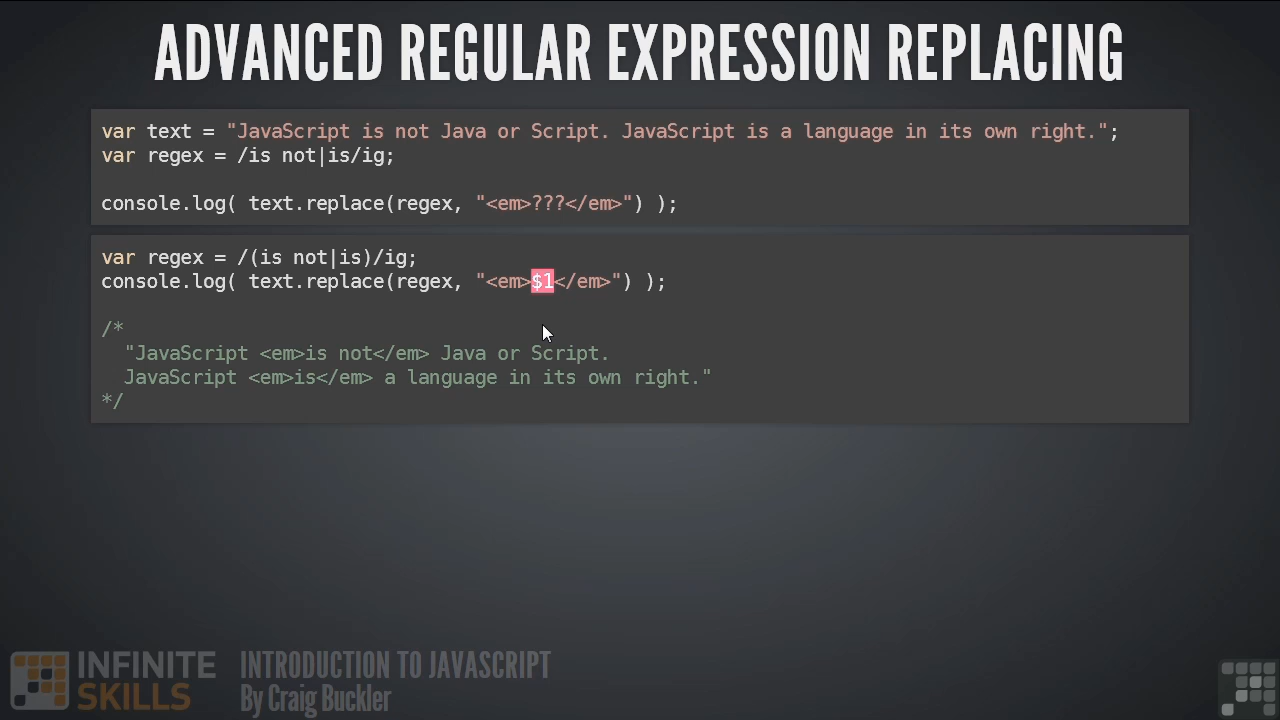 ADVANCED REGULAR EXPRESSION REPLACING
var text = "JavaScript is not Java or Script. JavaScript is a language in its own right.";
var regex = /is not|is/ig;
console.log( text.replace(regex, "<em>???</em>") );
var regex = /(is not|is)/ig;
console.log( text.replace(regex, "<em>$1</em>") );
/*
"JavaScript <em>is not</em> Java or Script.
JavaScript <em>is</em> a language in its own right."
*/
INFINITE SKILLS
INTRODUCTION TO JAVASCRIPT
By Craig Buckler